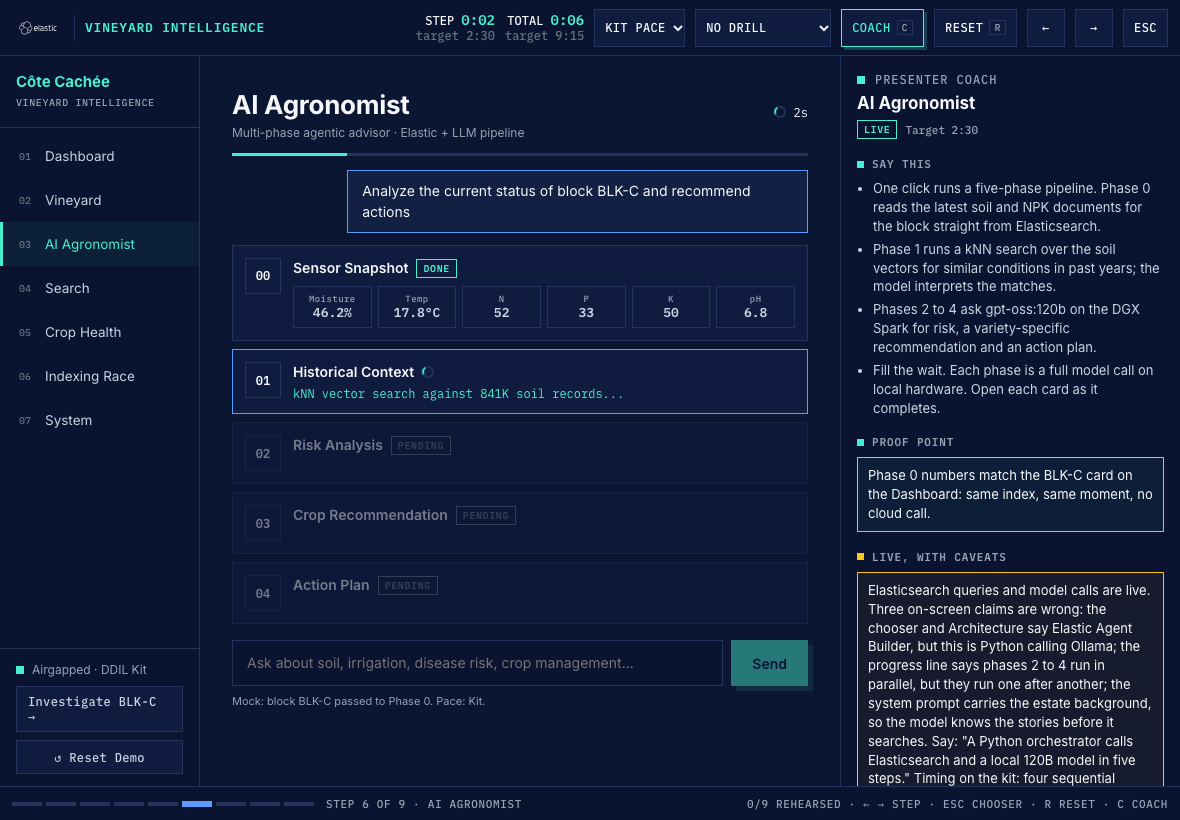 elastic
VINEYARD INTELLIGENCE
STEP 0:02 TOTAL 0:06
target 2:30 target 9:15
KIT PACE
NO DRILL
COACH C
RESET R
←
→
ESC
Côte Cachée
VINEYARD INTELLIGENCE
01 Dashboard
02 Vineyard
03 AI Agronomist
04 Search
05 Crop Health
06 Indexing Race
07 System
Airgapped · DDIL Kit
Investigate BLK-C
→
↺ Reset Demo
AI Agronomist
Multi-phase agentic advisor · Elastic + LLM pipeline
2s
Analyze the current status of block BLK-C and recommend
actions
00
Sensor Snapshot DONE
Moisture Temp N P K pH
46.2% 17.8°C 52 33 50 6.8
01
Historical Context
kNN vector search against 841K soil records...
02
Risk Analysis PENDING
03
Crop Recommendation PENDING
04
Action Plan PENDING
Ask about soil, irrigation, disease risk, crop management...
Send
Mock: block BLK-C passed to Phase 0. Pace: Kit.
PRESENTER COACH
AI Agronomist
LIVE Target 2:30
SAY THIS
• One click runs a five-phase pipeline. Phase 0
reads the latest soil and NPK documents for
the block straight from Elasticsearch.
• Phase 1 runs a kNN search over the soil
vectors for similar conditions in past years; the
model interprets the matches.
• Phases 2 to 4 ask gpt-oss:120b on the DGX
Spark for risk, a variety-specific
recommendation and an action plan.
• Fill the wait. Each phase is a full model call on
local hardware. Open each card as it
completes.
PROOF POINT
Phase 0 numbers match the BLK-C card on
the Dashboard: same index, same moment, no
cloud call.
LIVE, WITH CAVEATS
Elasticsearch queries and model calls are live.
Three on-screen claims are wrong: the
chooser and Architecture say Elastic Agent
Builder, but this is Python calling Ollama; the
progress line says phases 2 to 4 run in
parallel, but they run one after another; the
system prompt carries the estate background,
so the model knows the stories before it
searches. Say: "A Python orchestrator calls
Elasticsearch and a local 120B model in five
steps." Timing on the kit: four sequential
STEP 6 OF 9 · AI AGRONOMIST
0/9 REHEARSED · ← → STEP · ESC CHOOSER · R RESET · C COACH